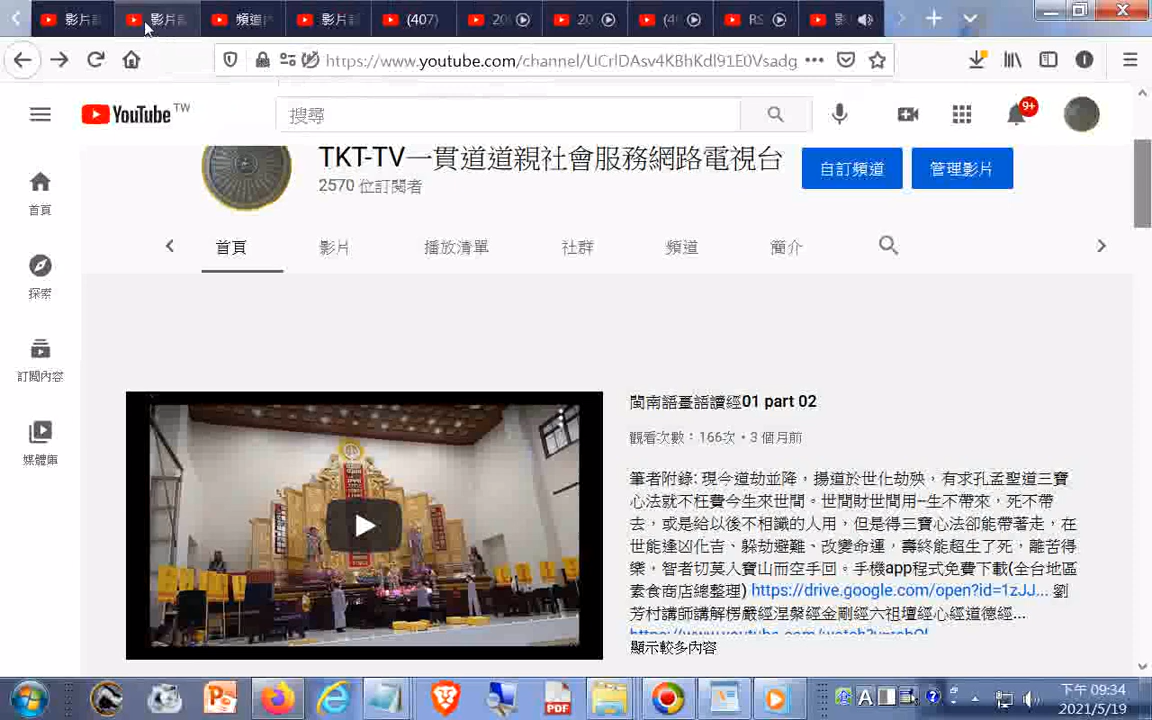 影片
影片
頻道
影片
(407)
20
20
(4
RS
影
https://www.youtube.com/channel/UCrlDAsv4KBhKdl91E0Vsadg
YouTube TW
搜尋
9+
首頁
探索
訂閱內容
媒體庫
TKT-TV一貫道道親社會服務網路電視台
2570 位訂閱者
自訂頻道
管理影片
首頁 影片 播放清單 社群 頻道 簡介
閩南語臺語讀經01 part 02
觀看次數：166次・3 個月前
筆者附錄: 現今道劫並降，揚道於世化劫殃，有求孔孟聖道三寶
心法就不枉費今生來世間。世間財世間用—生不帶來，死不帶
去，或是給以後不相識的人用，但是得三寶心法卻能帶著走，在
世能逢凶化吉、躲劫避難、改變命運，壽終能超生了死，離苦得
樂，智者切莫入寶山而空手回。手機app程式免費下載(全台地區
素食商店總整理) https://drive.google.com/open?id=1zJJ... 劉
芳村講師講解楞嚴經涅槃經金剛經六祖壇經心經道德經...
顯示較多內容
PDF
A
下午 09:34
2021/5/19